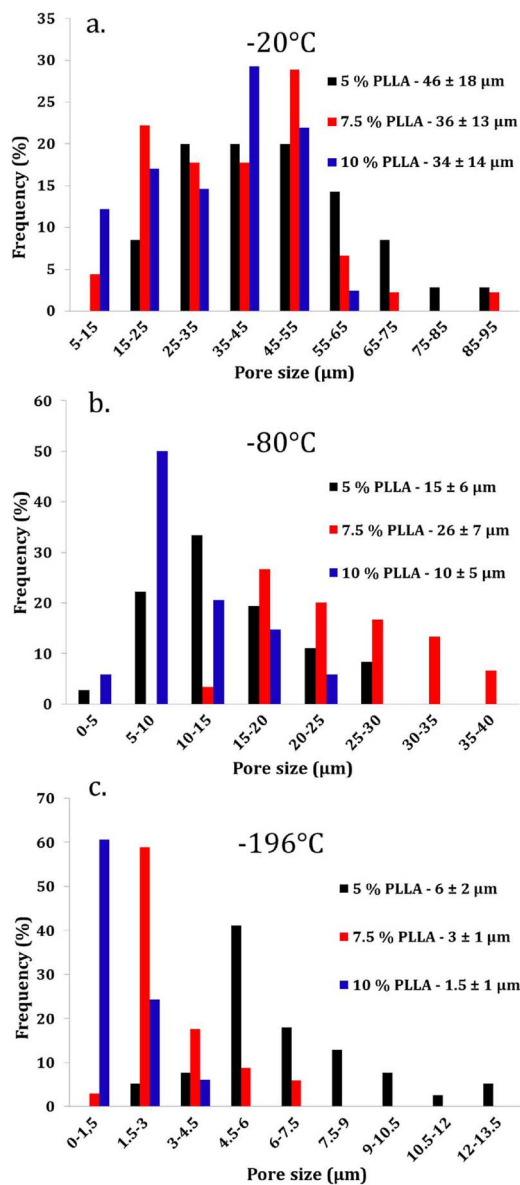 a.
-20°C
35
30
25
20
15
10
5
0
Frequency (%)
5 % PLLA - 46 ± 18 µm
7.5 % PLLA - 36 ± 13 µm
10 % PLLA - 34 ± 14 µm
5-15
15-25
25-35
35-45
45-55
55-65
65-75
75-85
85-95
Pore size (µm)
b.
-80°C
60
50
40
30
20
10
0
Frequency (%)
5 % PLLA - 15 ± 6 µm
7.5 % PLLA - 26 ± 7 µm
10 % PLLA - 10 ± 5 µm
0-5
5-10
10-15
15-20
20-25
25-30
30-35
35-40
Pore size (µm)
c.
-196°C
70
60
50
40
30
20
10
0
Frequency (%)
5 % PLLA - 6 ± 2 µm
7.5 % PLLA - 3 ± 1 µm
10 % PLLA - 1.5 ± 1 µm
0-1,5
1.5-3
3-4.5
4.5-6
6-7.5
7.5-9
9-10.5
10.5-12
12-13.5
Pore size (µm)